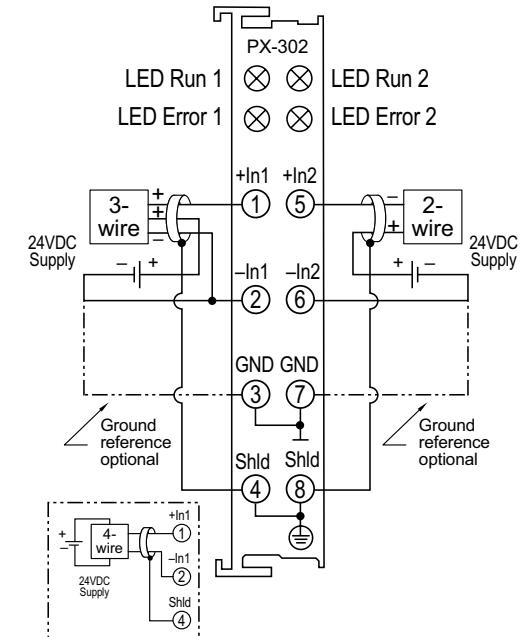 PX-302
LED Run 1
LED Run 2
LED Error 1
LED Error 2
+In1
+In2
1
5
3-
wire
+
+
–
24VDC
Supply
– +
2-
wire
–
+
24VDC
Supply
+ –
–In1
–In2
2
6
GND
GND
3
7
Ground
reference
optional
Ground
reference
optional
Shld
Shld
4
8
+
–
4-
wire
24VDC
Supply
+In1
1
–In1
2
Shld
4